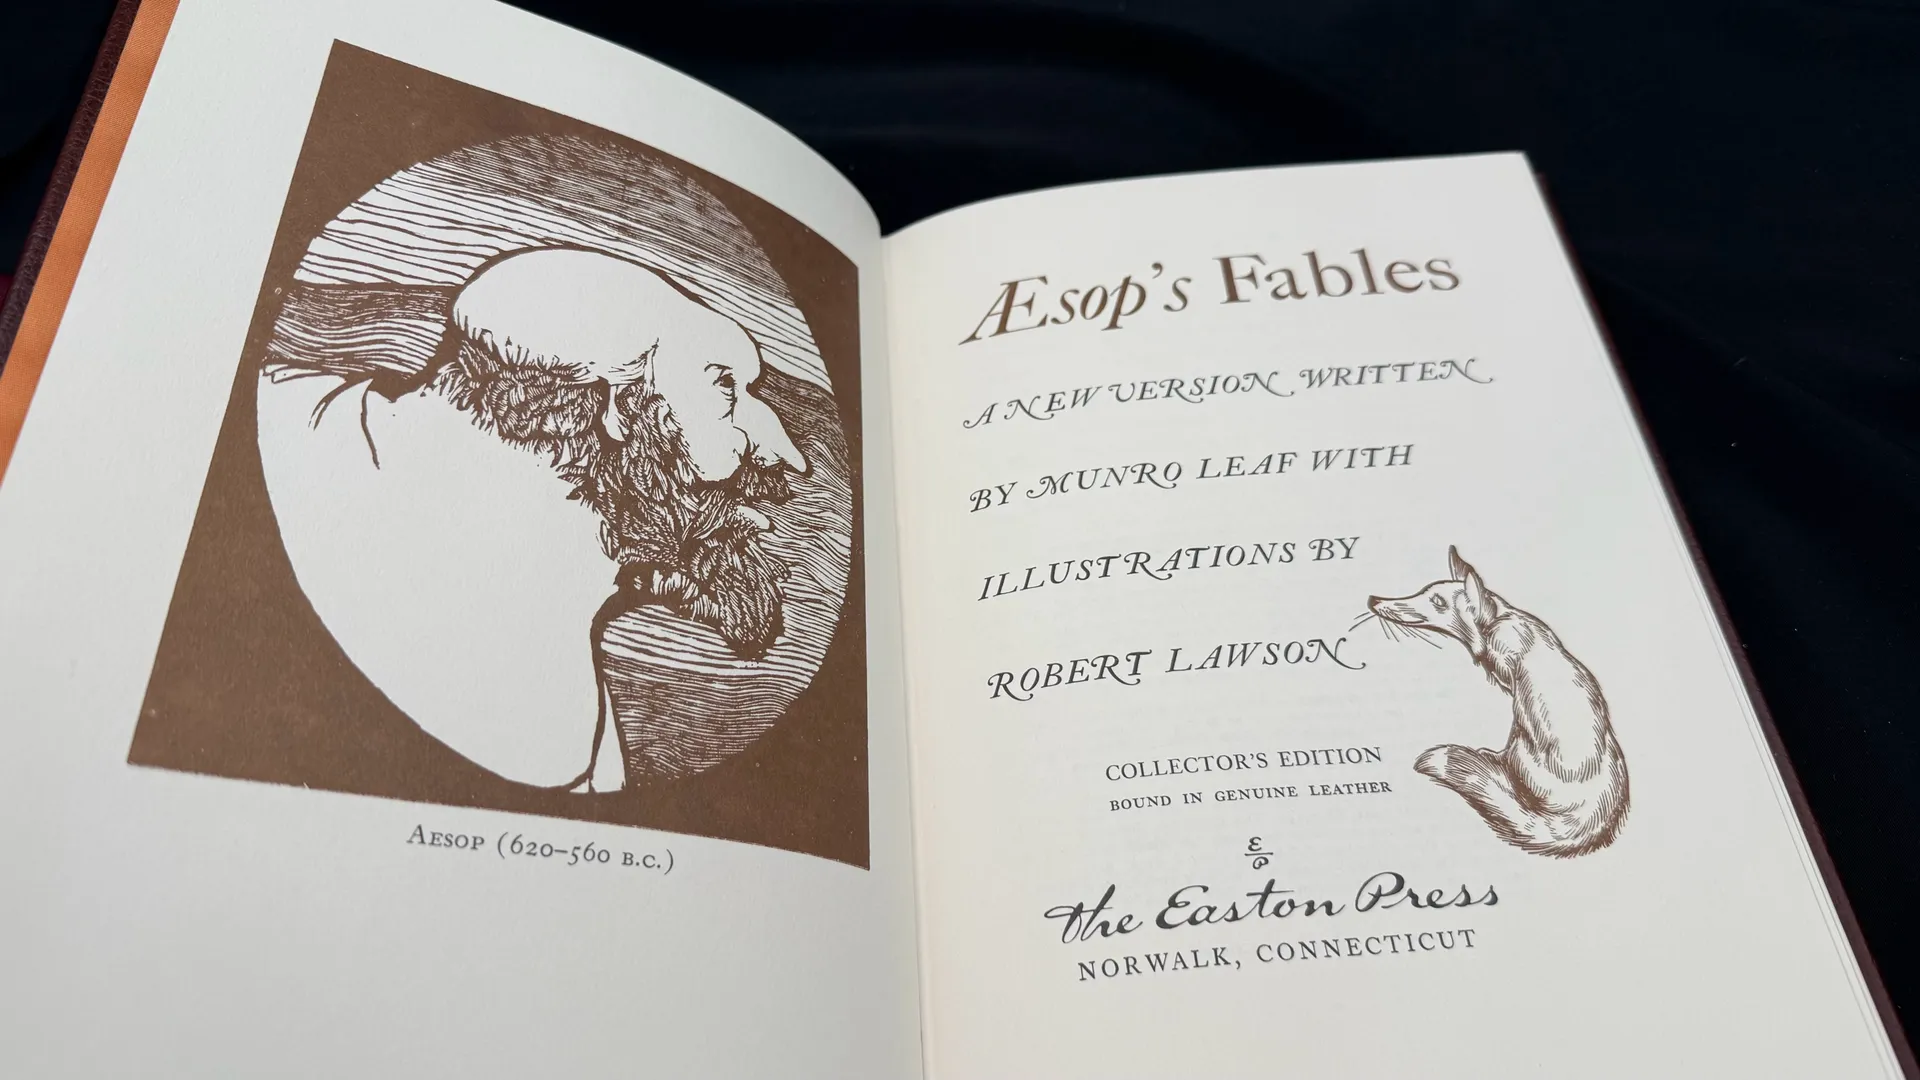 Aesop (620–560 B.C.)
Æsop's Fables
A NEW VERSION WRITTEN
BY MUNRO LEAF WITH
ILLUSTRATIONS BY
ROBERT LAWSON
COLLECTOR'S EDITION
BOUND IN GENUINE LEATHER
The Easton Press
NORWALK, CONNECTICUT